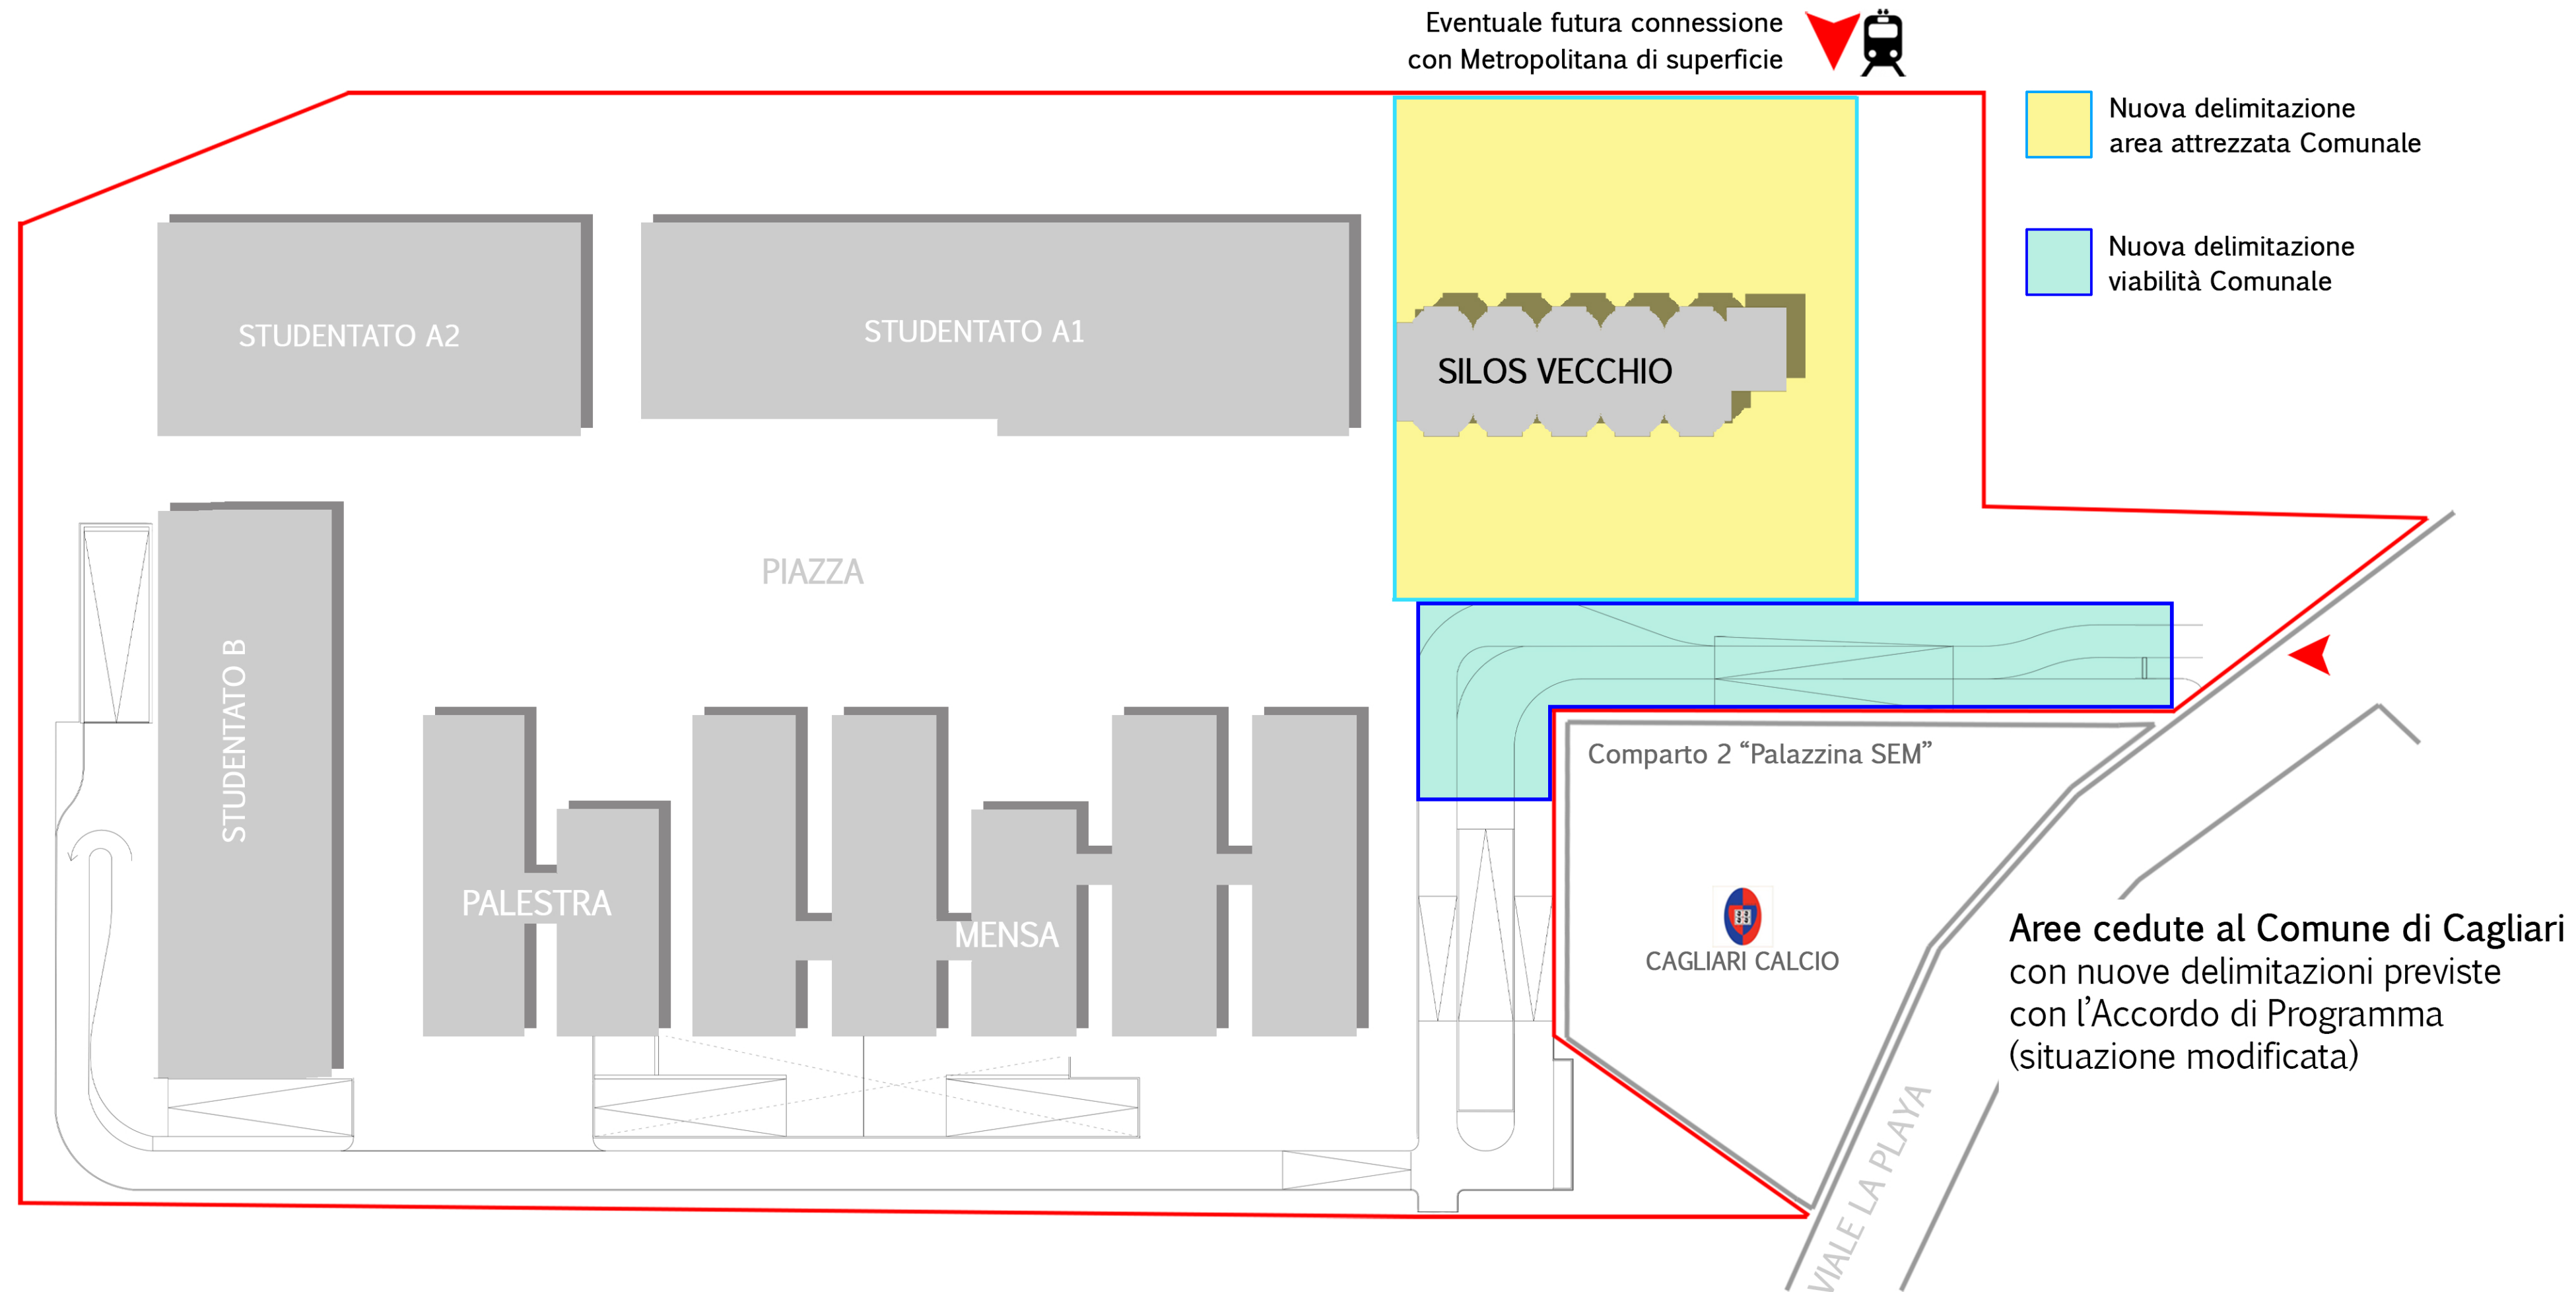 Eventuale futura connessione
con Metropolitana di superficie
Nuova delimitazione
area attrezzata Comunale
Nuova delimitazione
viabilità Comunale
STUDENTATO A2
STUDENTATO A1
SILOS VECCHIO
PIAZZA
STUDENTATO B
Comparto 2 “Palazzina SEM”
PALESTRA
MENSA
CAGLIARI CALCIO
Aree cedute al Comune di Cagliari
con nuove delimitazioni previste
con l’Accordo di Programma
(situazione modificata)
VIALE LA PLAYA